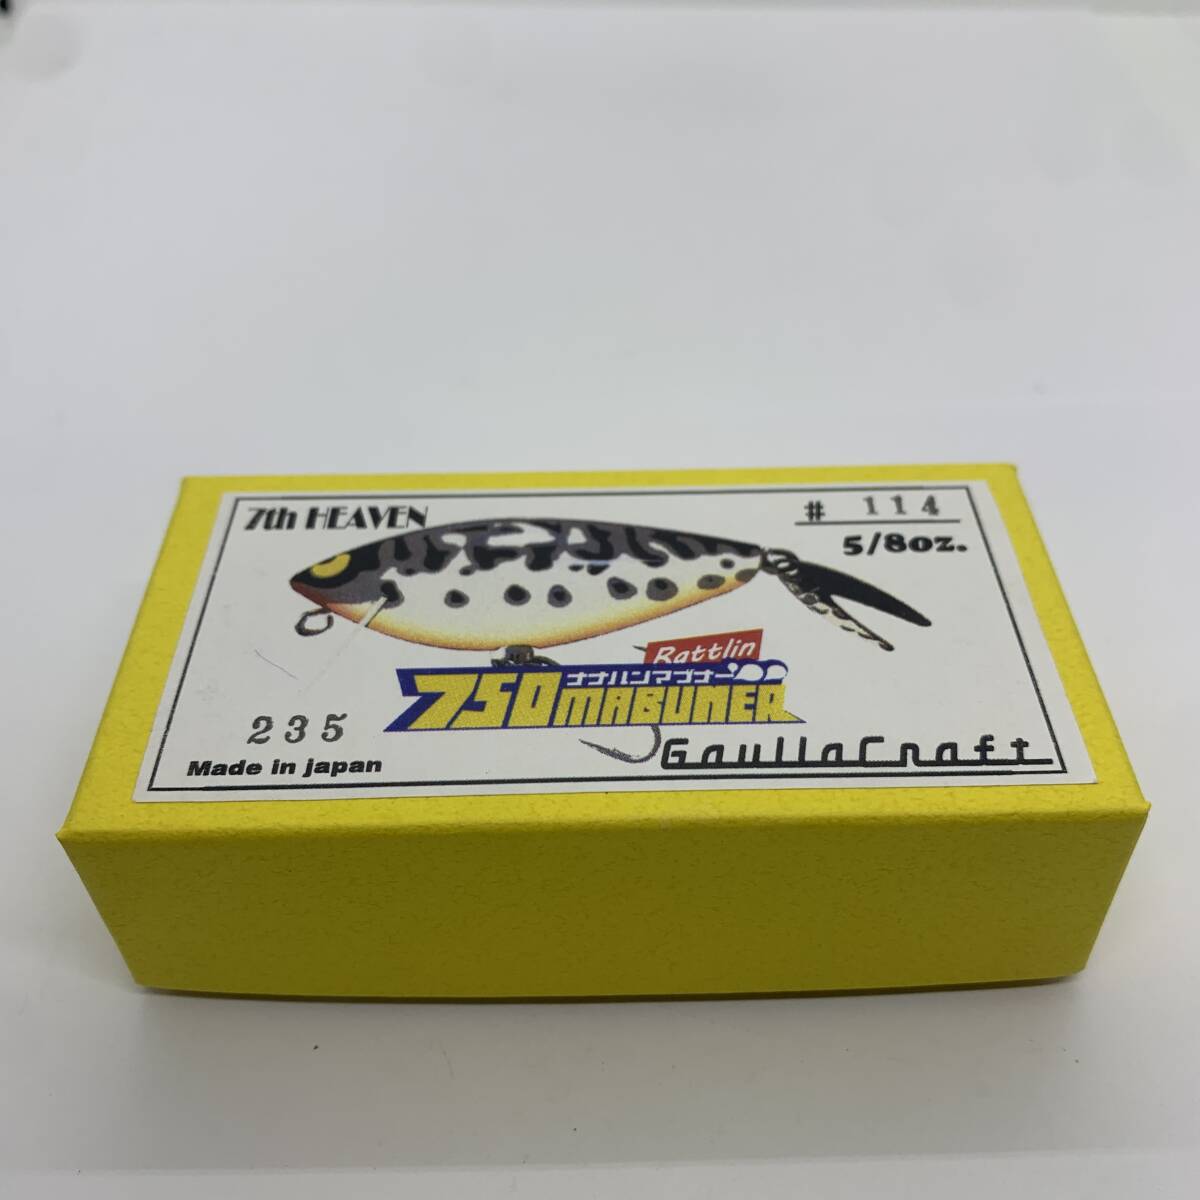 7th HEAVEN
# 114
5/8oz.
Rattlin
ナナハンマブナー
750 MABUNER
235
GaullaCraft
Made in japan